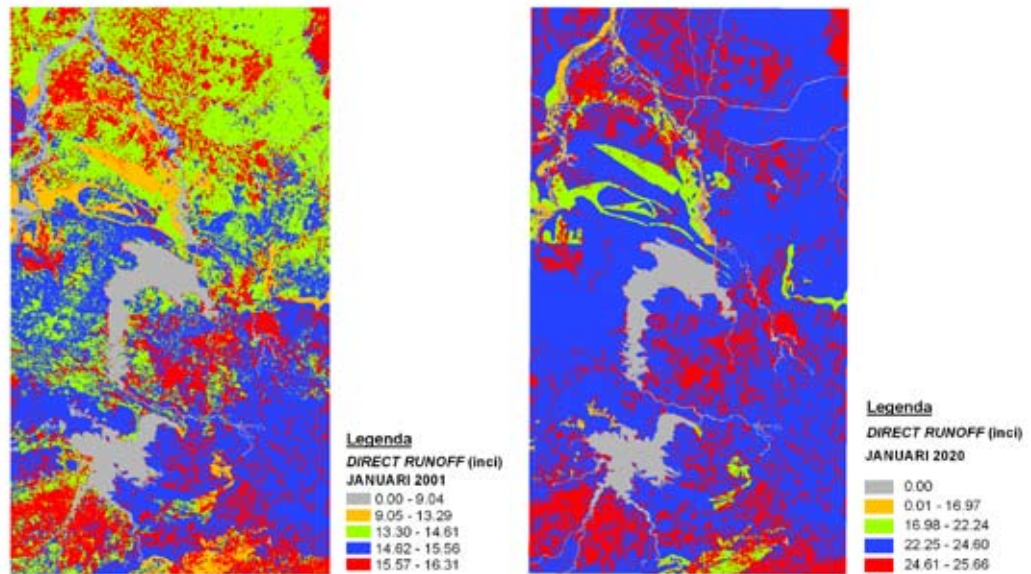 Legenda
DIRECT RUNOFF (inci)
JANUARI 2001
0.00 - 9.04
9.05 - 13.29
13.30 - 14.61
14.62 - 15.56
15.57 - 16.31
Legenda
DIRECT RUNOFF (inci)
JANUARI 2020
0.00
0.01 - 16.97
16.98 - 22.24
22.25 - 24.60
24.61 - 25.66